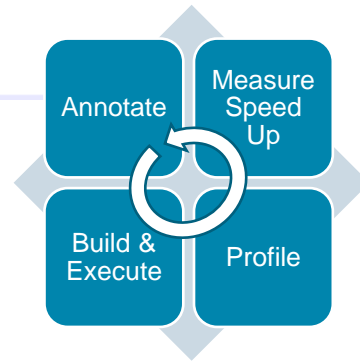 Annotate
Measure
Speed
Up
Build &
Execute
Profile